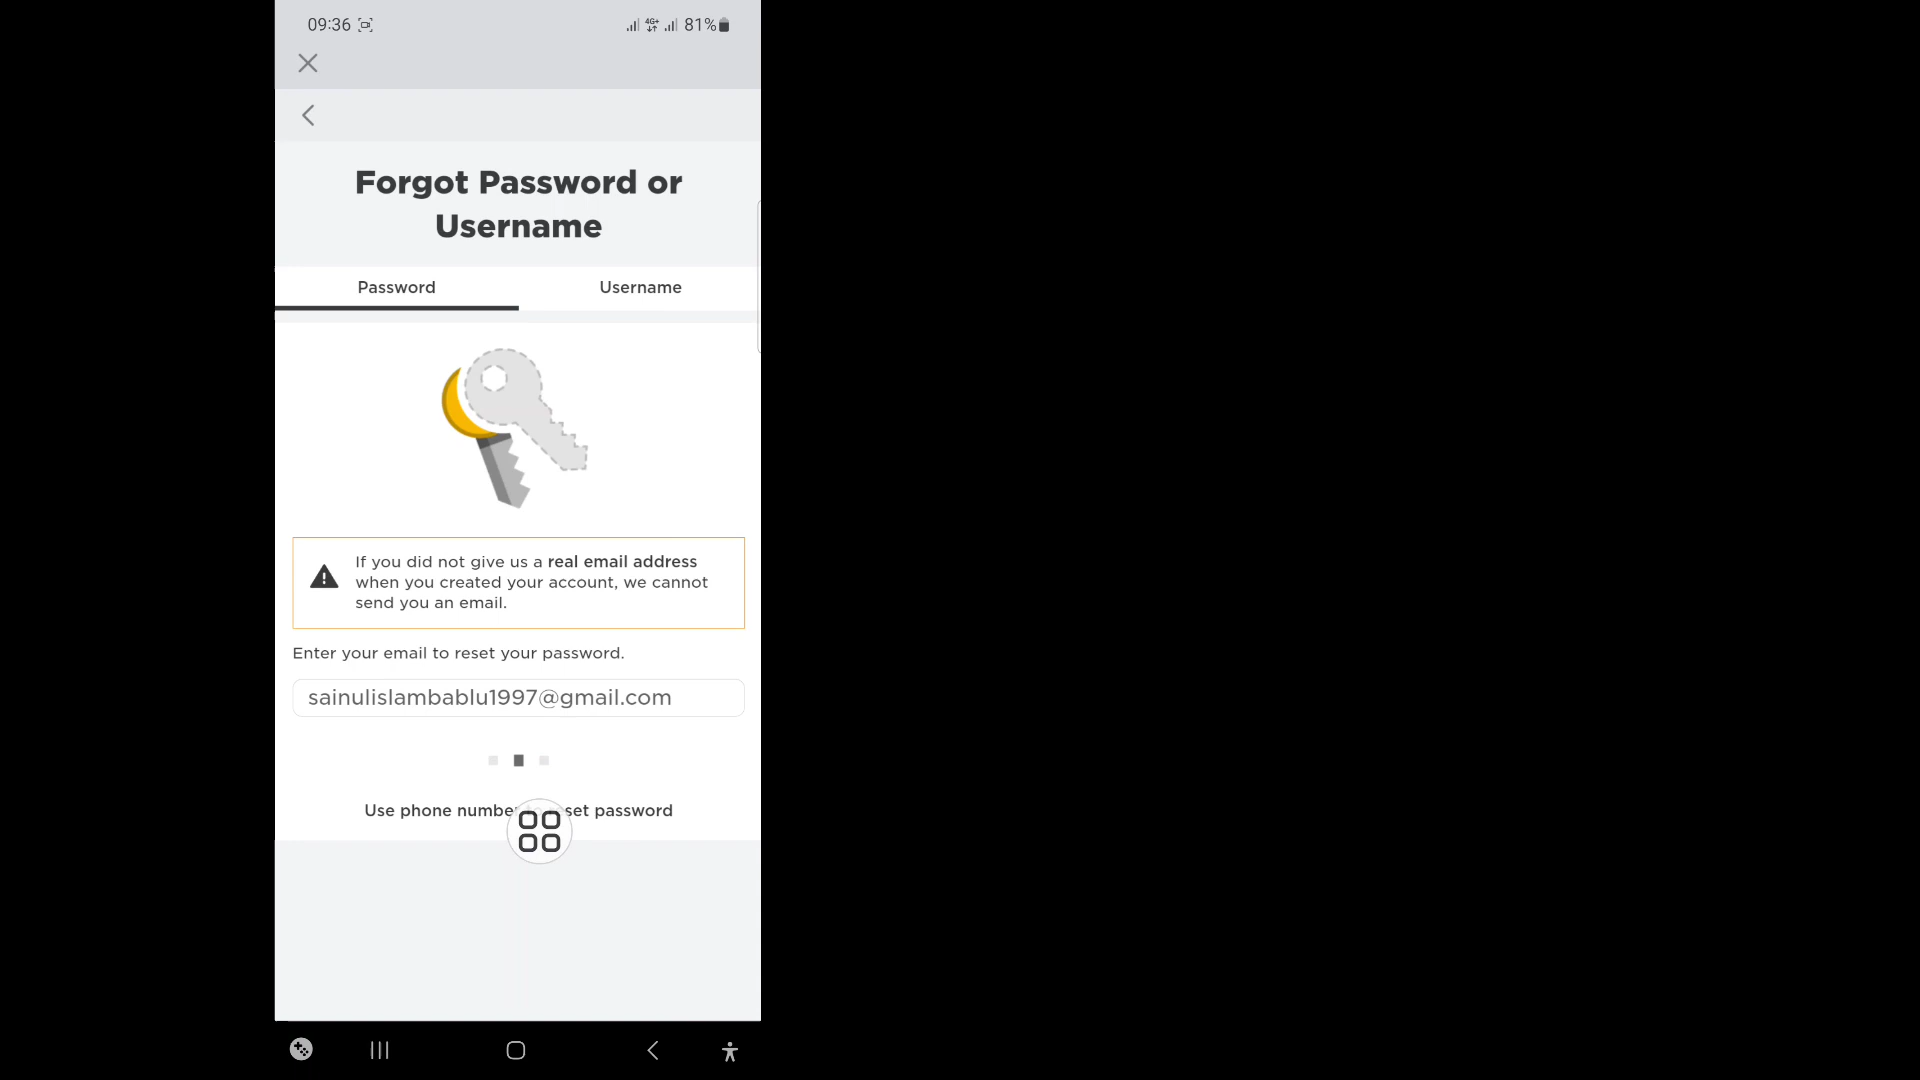 09:36 4G+ 81%
Forgot Password or
Username
Password Username
If you did not give us a real email address
when you created your account, we cannot
send you an email.
Enter your email to reset your password.
sainulislambablu1997@gmail.com
Use phone number set password